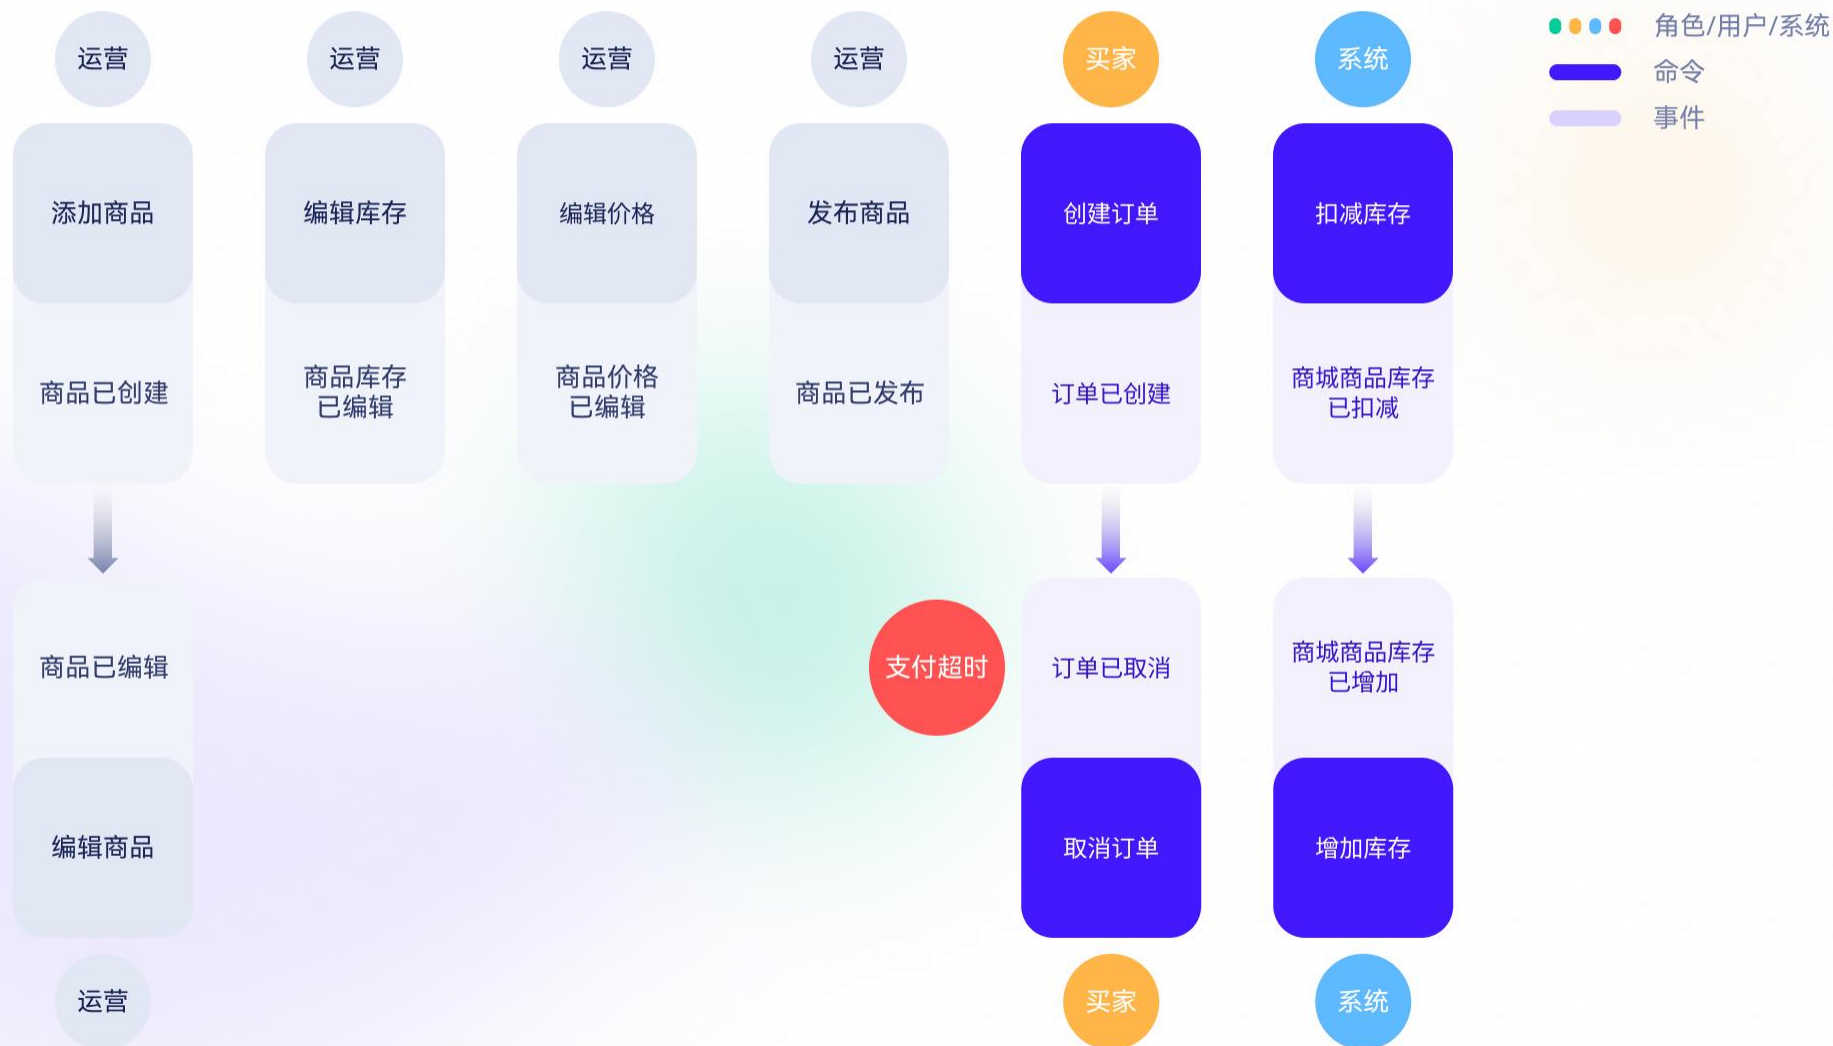 运营
运营
运营
运营
买家
系统
角色/用户/系统
命令
事件
添加商品
编辑库存
编辑价格
发布商品
创建订单
扣减库存
商品已创建
商品库存
已编辑
商品价格
已编辑
商品已发布
订单已创建
商城商品库存
已扣减
商品已编辑
支付超时
订单已取消
商城商品库存
已增加
编辑商品
取消订单
增加库存
运营
买家
系统